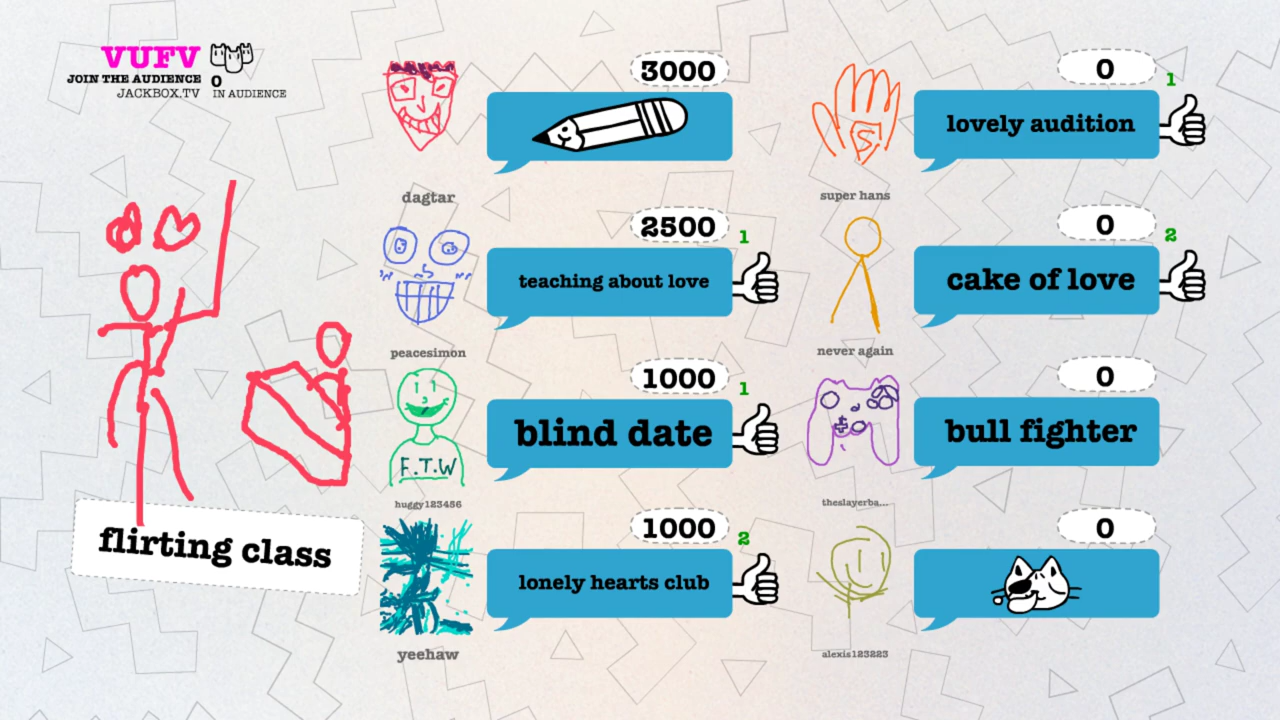 VUFV
JOIN THE AUDIENCE
JACKBOX.TV
0
IN AUDIENCE
flirting class
3000
dagtar
2500
1
teaching about love
peacesimon
1000
1
blind date
F.T.W
huggy123456
1000
2
lonely hearts club
yeehaw
0
1
lovely audition
S
super hans
0
2
cake of love
never again
0
bull fighter
theslayerba...
0
alexis123223